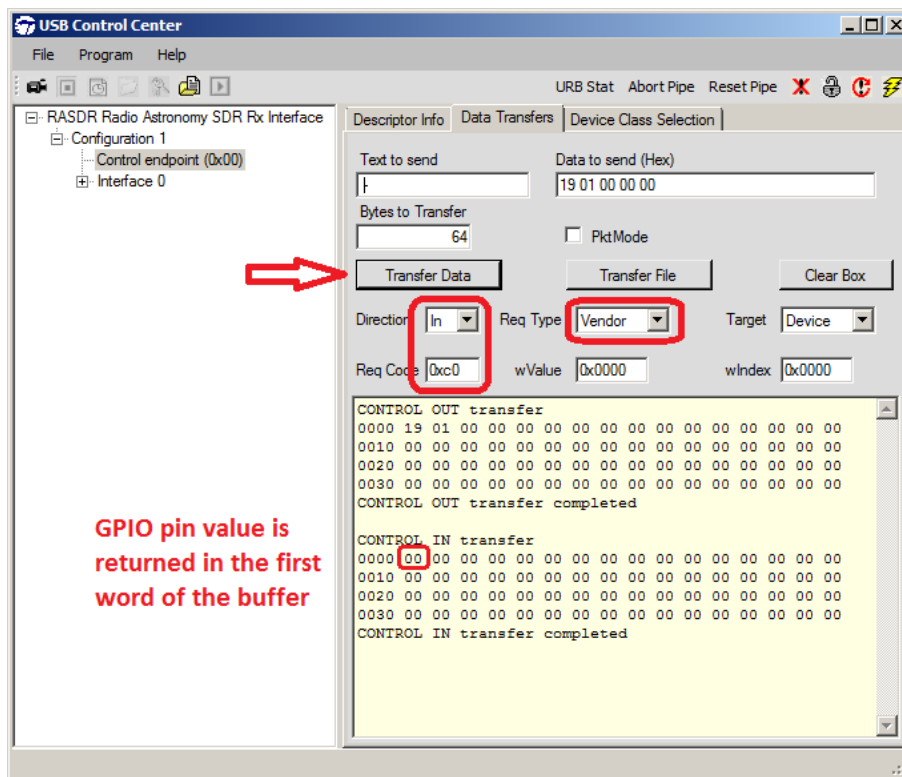 USB Control Center
File Program Help
URB Stat Abort Pipe Reset Pipe
RASDR Radio Astronomy SDR Rx Interface
Configuration 1
Control endpoint (0x00)
Interface 0
Descriptor Info Data Transfers Device Class Selection
Text to send Data to send (Hex)
19 01 00 00 00
Bytes to Transfer
64 PktMode
Transfer Data Transfer File Clear Box
Direction In Req Type Vendor Target Device
Req Code 0xc0 wValue 0x0000 wIndex 0x0000
CONTROL OUT transfer
0000 19 01 00 00 00 00 00 00 00 00 00 00 00 00 00 00
0010 00 00 00 00 00 00 00 00 00 00 00 00 00 00 00 00
0020 00 00 00 00 00 00 00 00 00 00 00 00 00 00 00 00
0030 00 00 00 00 00 00 00 00 00 00 00 00 00 00 00 00
CONTROL OUT transfer completed
CONTROL IN transfer
0000 00 00 00 00 00 00 00 00 00 00 00 00 00 00 00 00
0010 00 00 00 00 00 00 00 00 00 00 00 00 00 00 00 00
0020 00 00 00 00 00 00 00 00 00 00 00 00 00 00 00 00
0030 00 00 00 00 00 00 00 00 00 00 00 00 00 00 00 00
CONTROL IN transfer completed
GPIO pin value is
returned in the first
word of the buffer